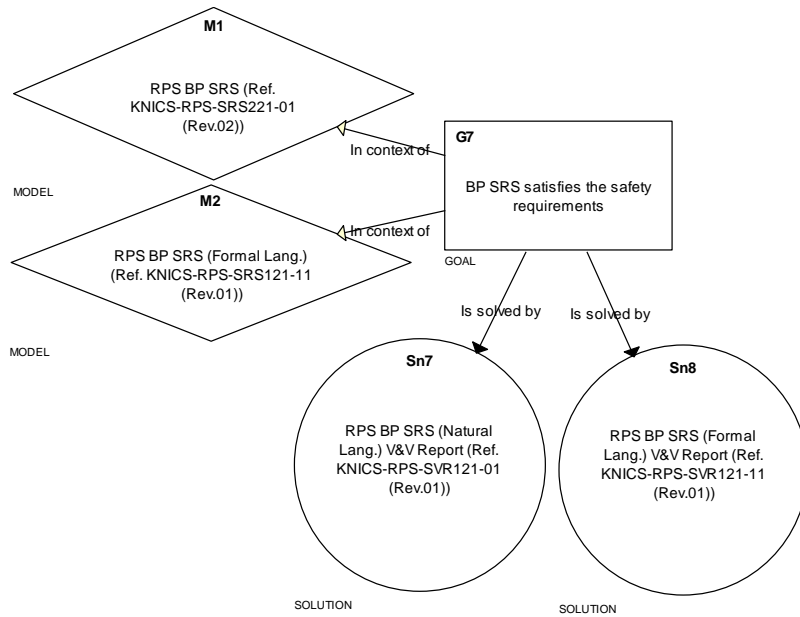 M1
RPS BP SRS (Ref.
KNICS-RPS-SRS221-01
(Rev.02))
MODEL
In context of
G7
BP SRS satisfies the safety
requirements
GOAL
M2
RPS BP SRS (Formal Lang.)
(Ref. KNICS-RPS-SRS121-11
(Rev.01))
MODEL
In context of
Is solved by
Is solved by
Sn7
RPS BP SRS (Natural
Lang.) V&V Report (Ref.
KNICS-RPS-SVR121-01
(Rev.01))
SOLUTION
Sn8
RPS BP SRS (Formal
Lang.) V&V Report (Ref.
KNICS-RPS-SVR121-11
(Rev.01))
SOLUTION